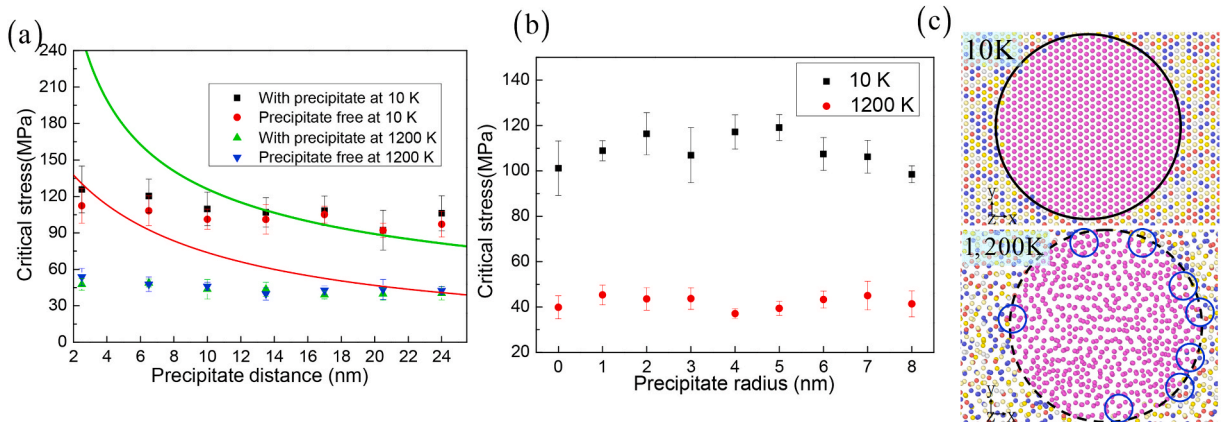 (a)
240
210
180
150
120
90
60
30
0
2 4 6 8 10 12 14 16 18 20 22 24
Critical stress(MPa)
Precipitate distance (nm)
With precipitate at 10 K
Precipitate free at 10 K
With precipitate at 1200 K
Precipitate free at 1200 K
(b)
140
120
100
80
60
40
20
0 1 2 3 4 5 6 7 8
Critical stress(MPa)
Precipitate radius (nm)
10 K
1200 K
(c)
10K
y
z x
1,200K
y
z x